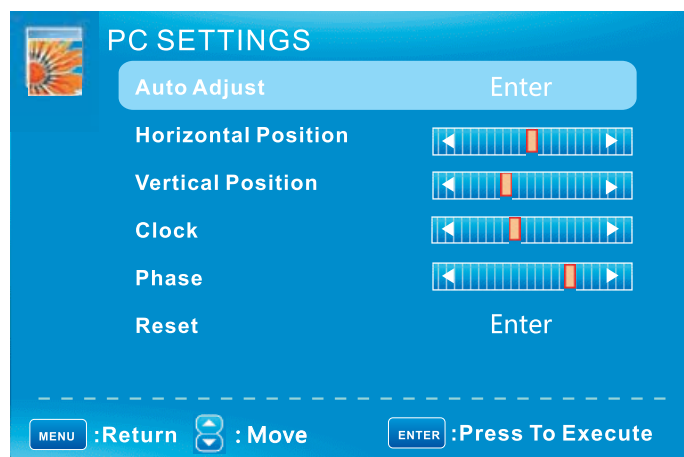 PC SETTINGS
Auto Adjust Enter
Horizontal Position
Vertical Position
Clock
Phase
Reset Enter
MENU :Return : Move ENTER :Press To Execute